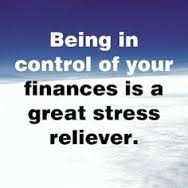 Being in
control of your
finances is a
great stress
reliever.